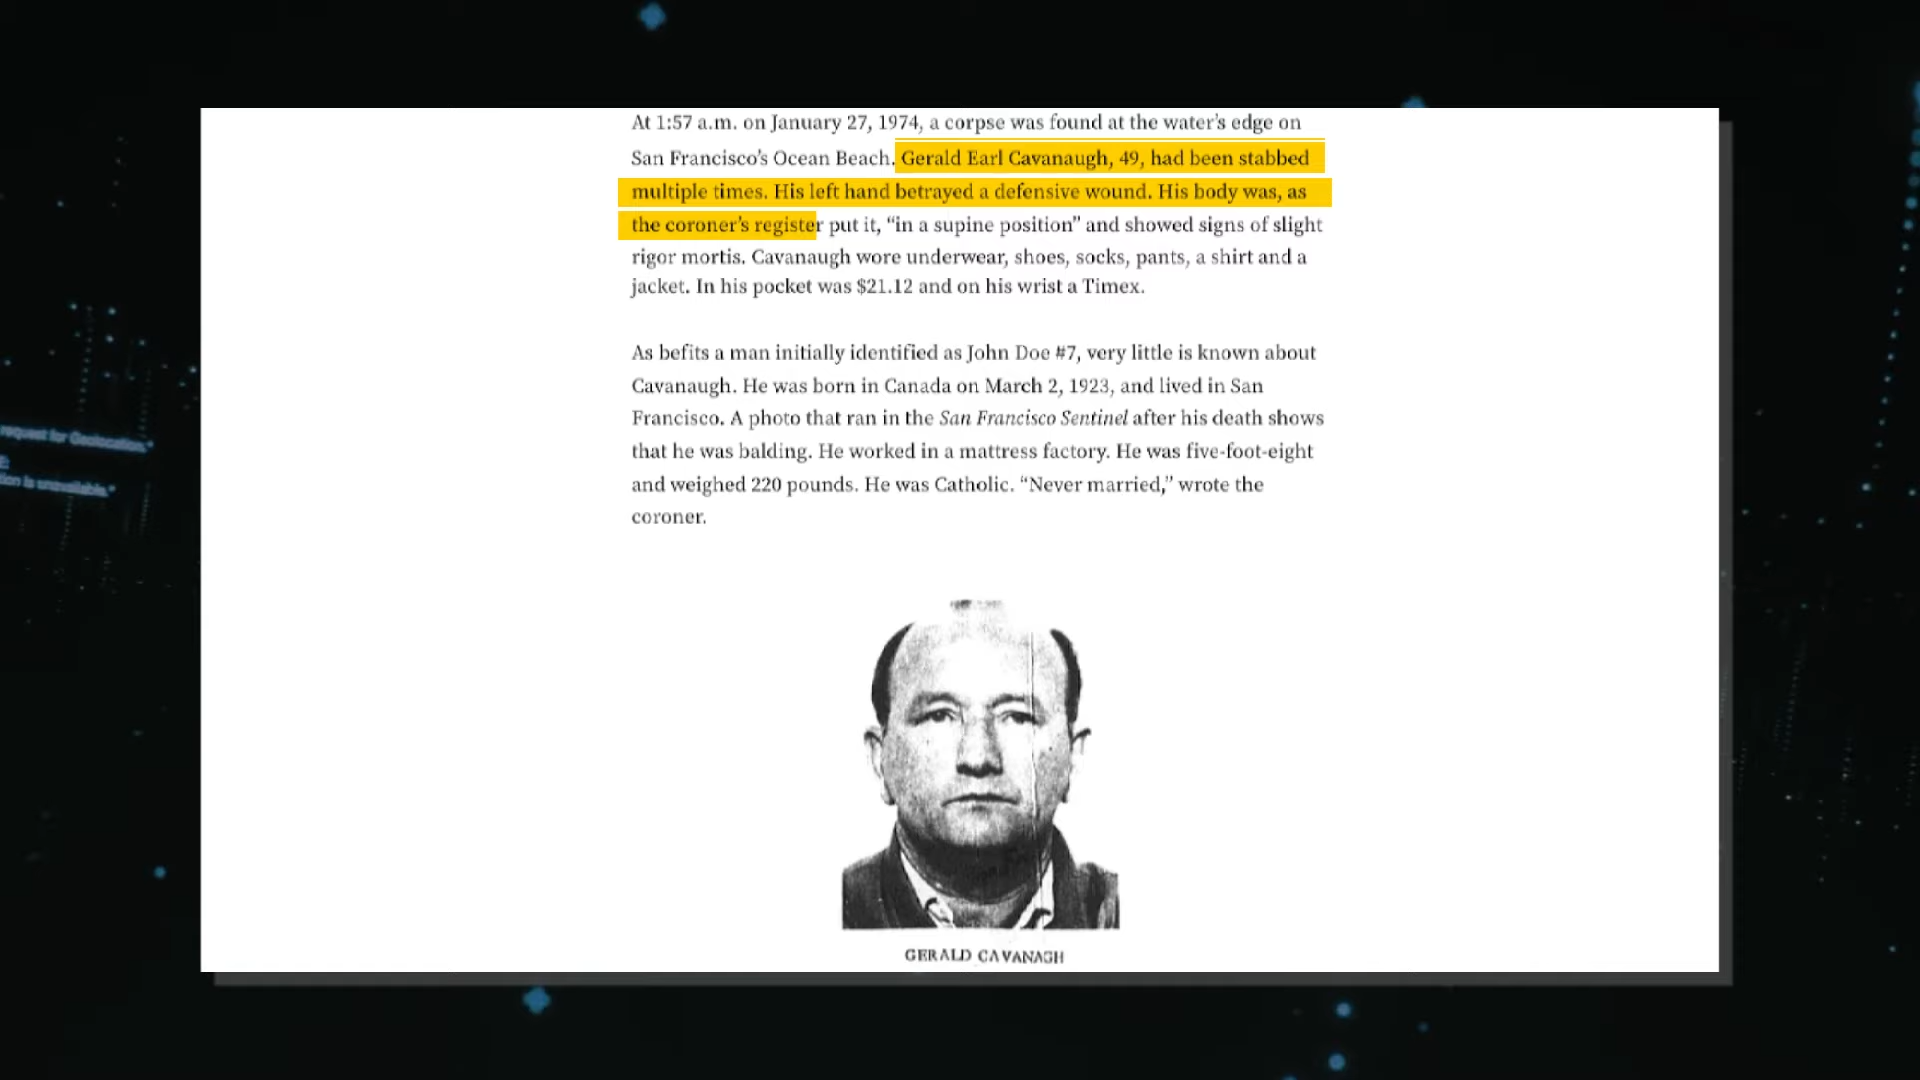 At 1:57 a.m. on January 27, 1974, a corpse was found at the water's edge on
San Francisco's Ocean Beach. Gerald Earl Cavanaugh, 49, had been stabbed
multiple times. His left hand betrayed a defensive wound. His body was, as
the coroner's register put it, “in a supine position” and showed signs of slight
rigor mortis. Cavanaugh wore underwear, shoes, socks, pants, a shirt and a
jacket. In his pocket was $21.12 and on his wrist a Timex.
As befits a man initially identified as John Doe #7, very little is known about
Cavanaugh. He was born in Canada on March 2, 1923, and lived in San
Francisco. A photo that ran in the San Francisco Sentinel after his death shows
that he was balding. He worked in a mattress factory. He was five-foot-eight
and weighed 220 pounds. He was Catholic. “Never married,” wrote the
coroner.
GERALD CAVANAGH
request for Geolocation."
E:
tion is unavailable."